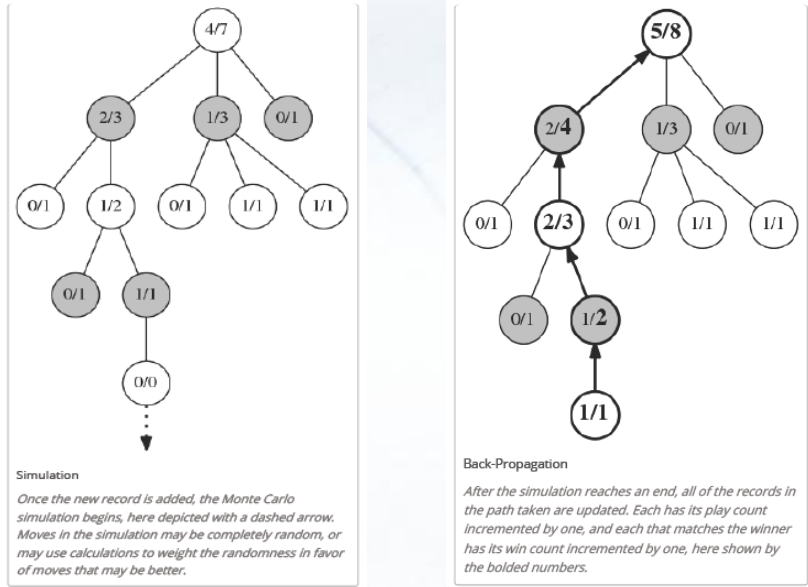 4/7
2/3
1/3
0/1
0/1
1/2
0/1
1/1
1/1
0/1
1/1
0/0
Simulation
Once the new record is added, the Monte Carlo
simulation begins, here depicted with a dashed arrow.
Moves in the simulation may be completely random, or
may use calculations to weight the randomness in favor
of moves that may be better.
5/8
2/4
1/3
0/1
0/1
2/3
0/1
1/1
1/1
0/1
1/2
1/1
Back-Propagation
After the simulation reaches an end, all of the records in
the path taken are updated. Each has its play count
incremented by one, and each that matches the winner
has its win count incremented by one, here shown by
the bolded numbers.